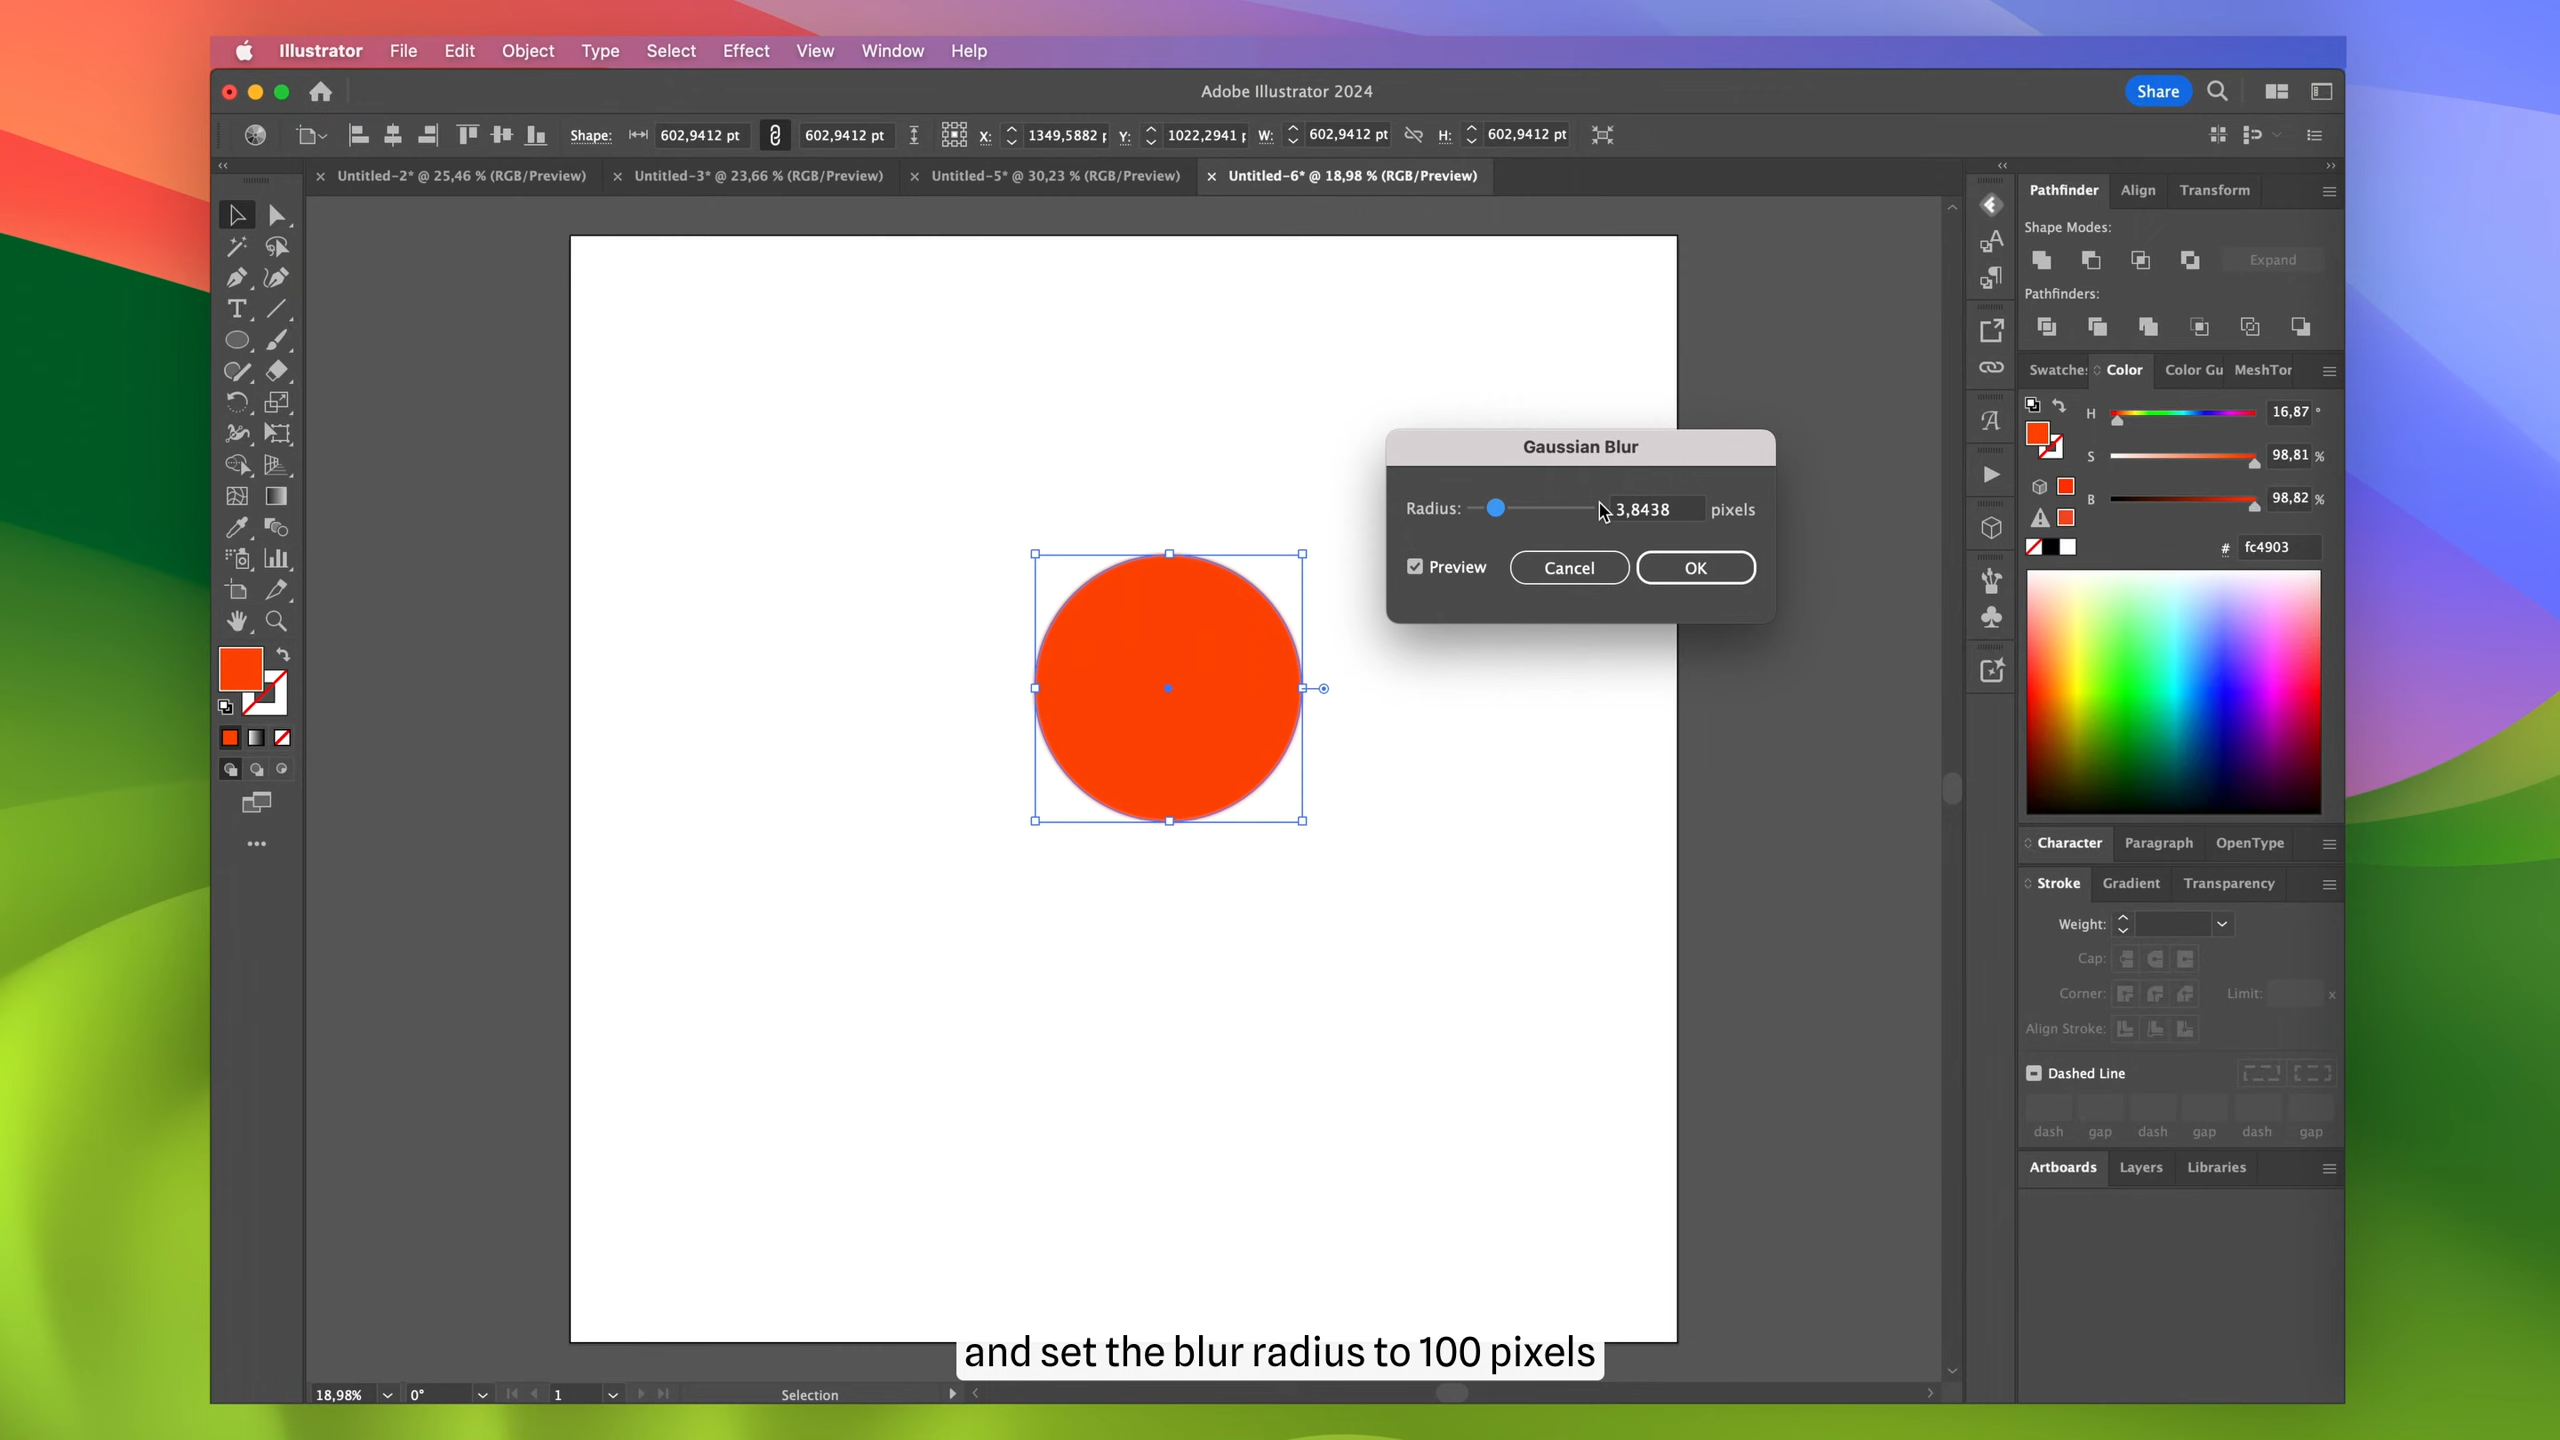 Illustrator File Edit Object Type Select Effect View Window Help
Adobe Illustrator 2024
Share
Shape: 602,9412 pt 602,9412 pt X: 1349,5882 Y: 1022,2941 W: 602,9412 pt H: 602,9412 pt
Untitled-2* @ 25,46 % (RGB/Preview) Untitled-3* @ 23,66 % (RGB/Preview) Untitled-5* @ 30,23 % (RGB/Preview) Untitled-6* @ 18,98 % (RGB/Preview)
Pathfinder Align Transform
Shape Modes:
Expand
Pathfinders:
Swatches Color Color Gu MeshTor
H 16,87 °
S 98,81 %
B 98,82 %
# fc4903
Gaussian Blur
Radius: 3,8438 pixels
Preview Cancel OK
Character Paragraph OpenType
Stroke Gradient Transparency
Weight:
Cap:
Corner: Limit: x
Align Stroke:
Dashed Line
dash gap dash gap dash gap
Artboards Layers Libraries
and set the blur radius to 100 pixels
18,98% 0° 1 Selection